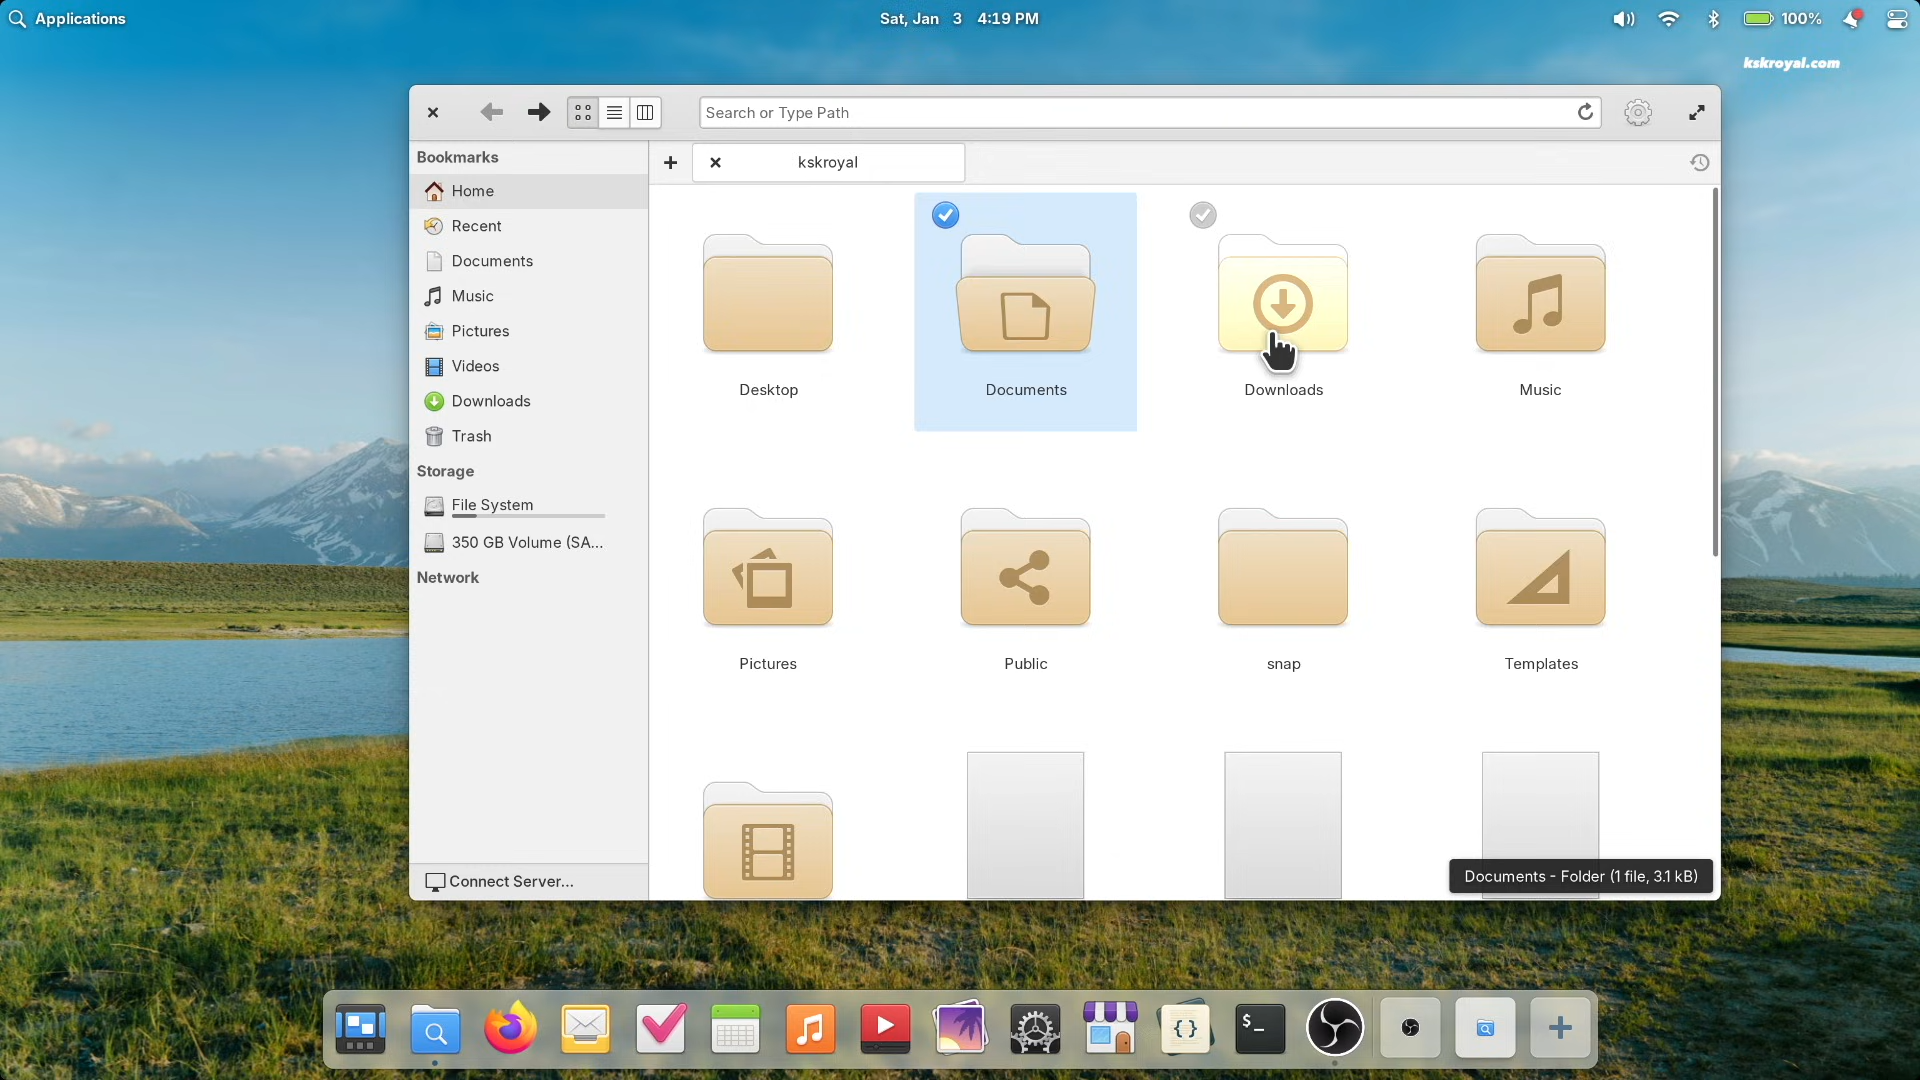 Applications
Sat, Jan 3 4:19 PM
100%
kskroyal.com
Search or Type Path
Bookmarks
kskroyal
Home
Recent
Documents
Music
Pictures
Videos
Downloads
Trash
Storage
File System
350 GB Volume (SA...
Network
Connect Server...
Desktop
Documents
Downloads
Music
Pictures
Public
snap
Templates
Documents - Folder (1 file, 3.1 kB)
{}
$_